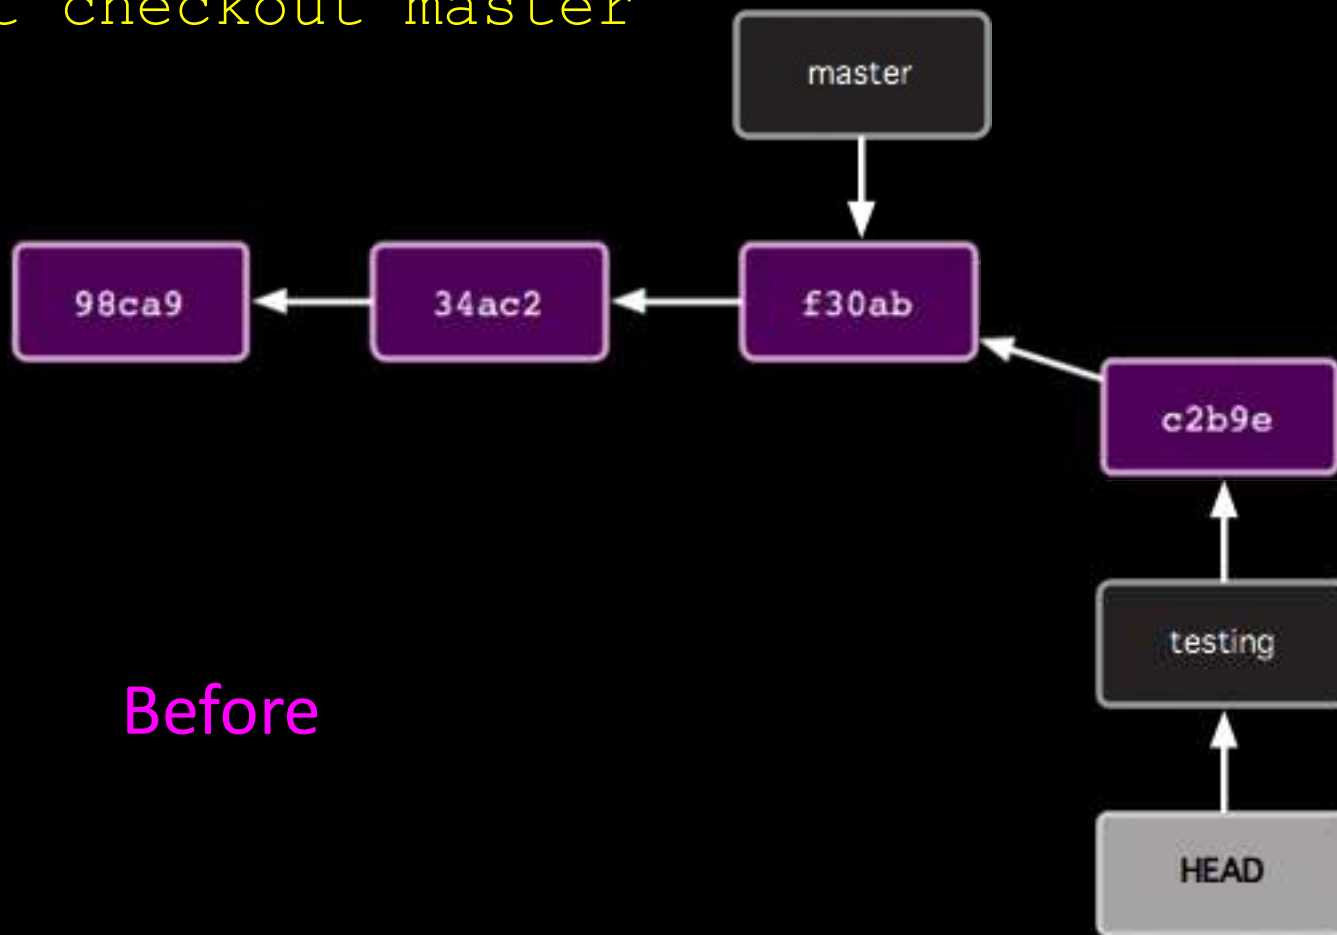 checkout master
master
98ca9
34ac2
f30ab
c2b9e
testing
Before
HEAD